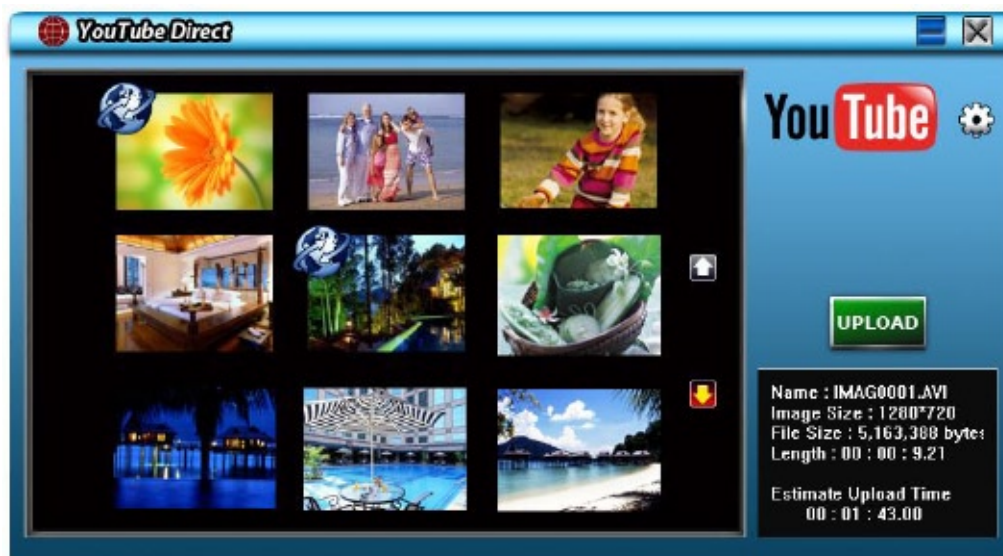 YouTube Direct
YouTube
UPLOAD
Name : IMAG0001.AVI
Image Size : 1280*720
File Size : 5,163,388 bytes
Length : 00 : 00 : 9.21
Estimate Upload Time
00 : 01 : 43.00